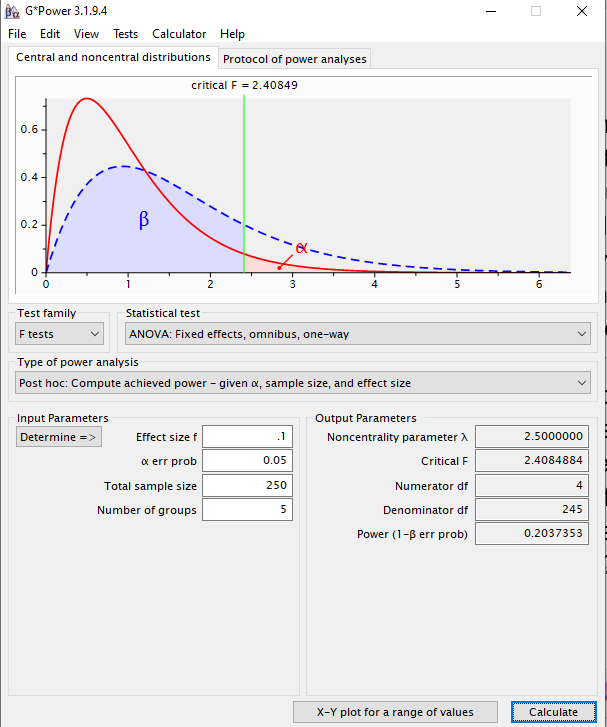 G*Power 3.1.9.4
File Edit View Tests Calculator Help
Central and noncentral distributions Protocol of power analyses
critical F = 2.40849
0.6
0.4
0.2
0
β
α
0 1 2 3 4 5 6
Test family Statistical test
F tests ANOVA: Fixed effects, omnibus, one-way
Type of power analysis
Post hoc: Compute achieved power - given α, sample size, and effect size
Input Parameters Output Parameters
Determine => Effect size f .1 Noncentrality parameter λ 2.5000000
α err prob 0.05 Critical F 2.4084884
Total sample size 250 Numerator df 4
Number of groups 5 Denominator df 245
Power (1-β err prob) 0.2037353
X-Y plot for a range of values Calculate